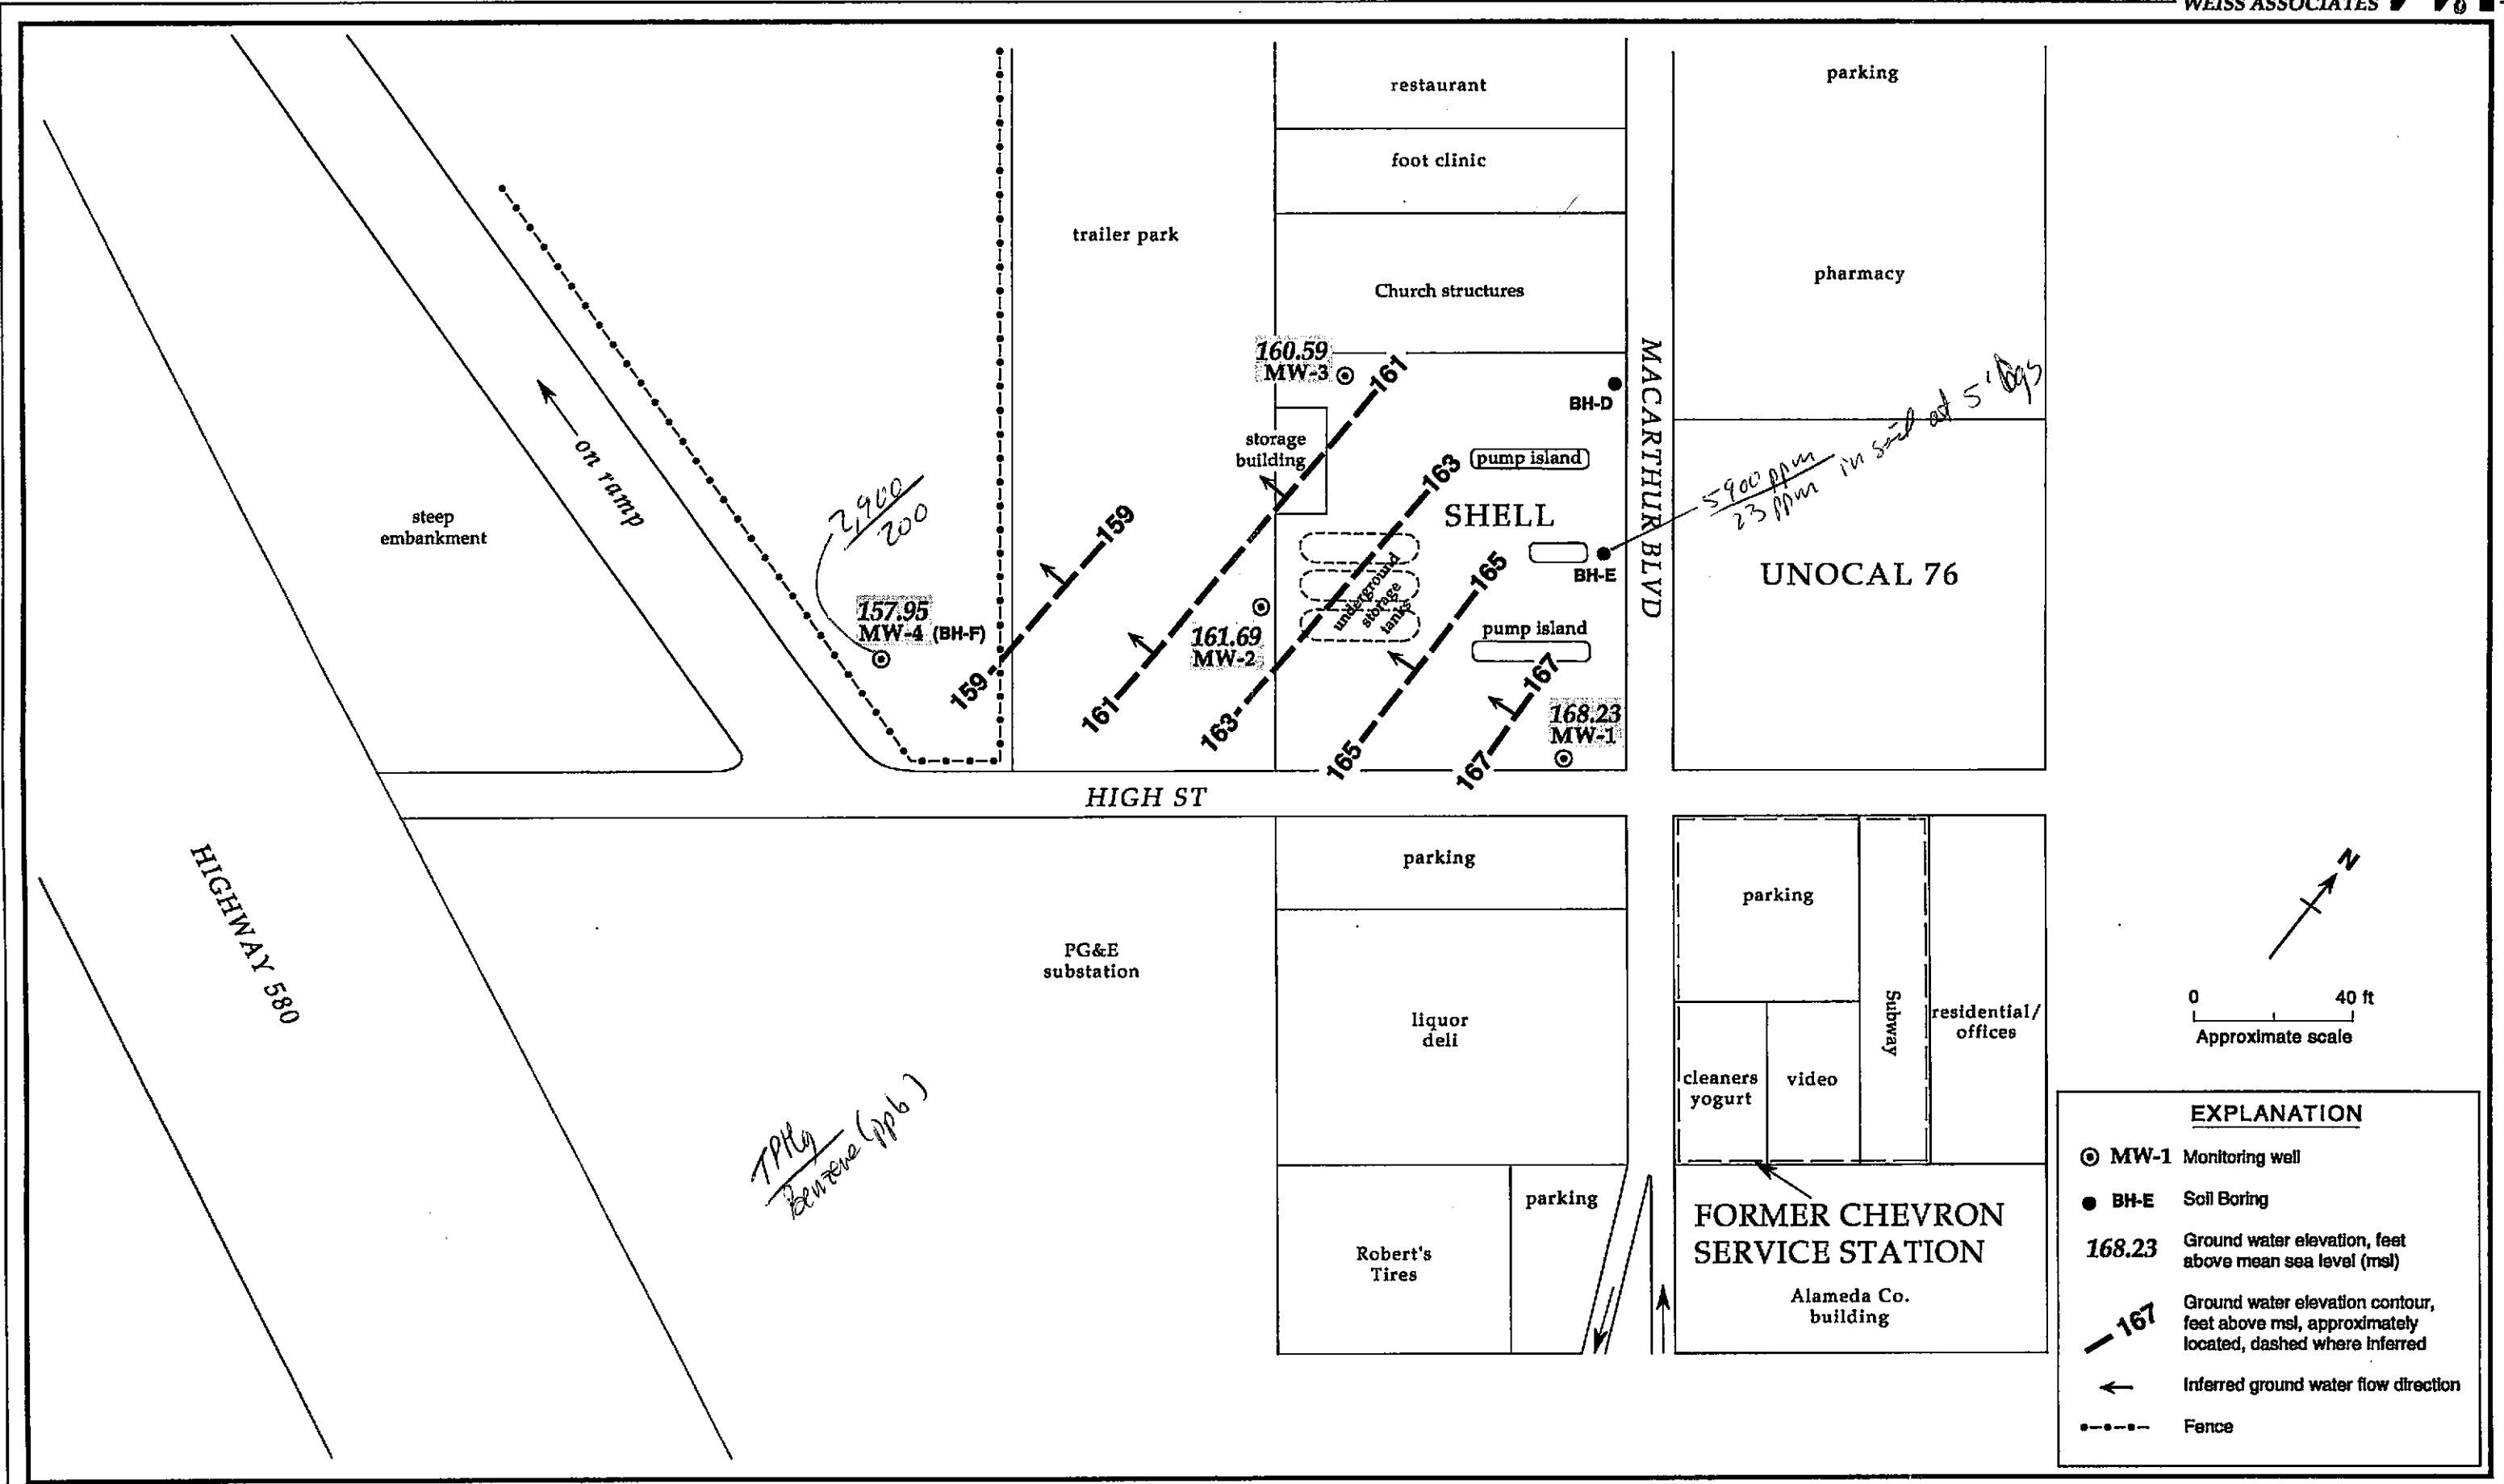 WEISS ASSOCIATES
restaurant
parking
foot clinic
trailer park
Church structures
pharmacy
160.59
MW-3
161
BH-D
MACARTHUR BLVD
storage
building
pump island
163
SHELL
5900 ppm
23 ppm
in soil at 5' bgs
on ramp
steep
embankment
2,900
200
159
underground
storage
tanks
165
BH-E
UNOCAL 76
157.95
MW-4 (BH-F)
161.69
MW-2
pump island
167
159
161
163
165
167
168.23
MW-1
HIGH ST
HIGHWAY 580
parking
parking
PG&E
substation
liquor
deli
Subway
residential/
offices
cleaners
yogurt
video
TPHg
Benzene (ppb)
Robert's
Tires
parking
FORMER CHEVRON
SERVICE STATION
Alameda Co.
building
N
0 40 ft
Approximate scale
EXPLANATION
MW-1 Monitoring well
BH-E Soil Boring
168.23 Ground water elevation, feet
above mean sea level (msl)
167 Ground water elevation contour,
feet above msl, approximately
located, dashed where inferred
Inferred ground water flow direction
Fence